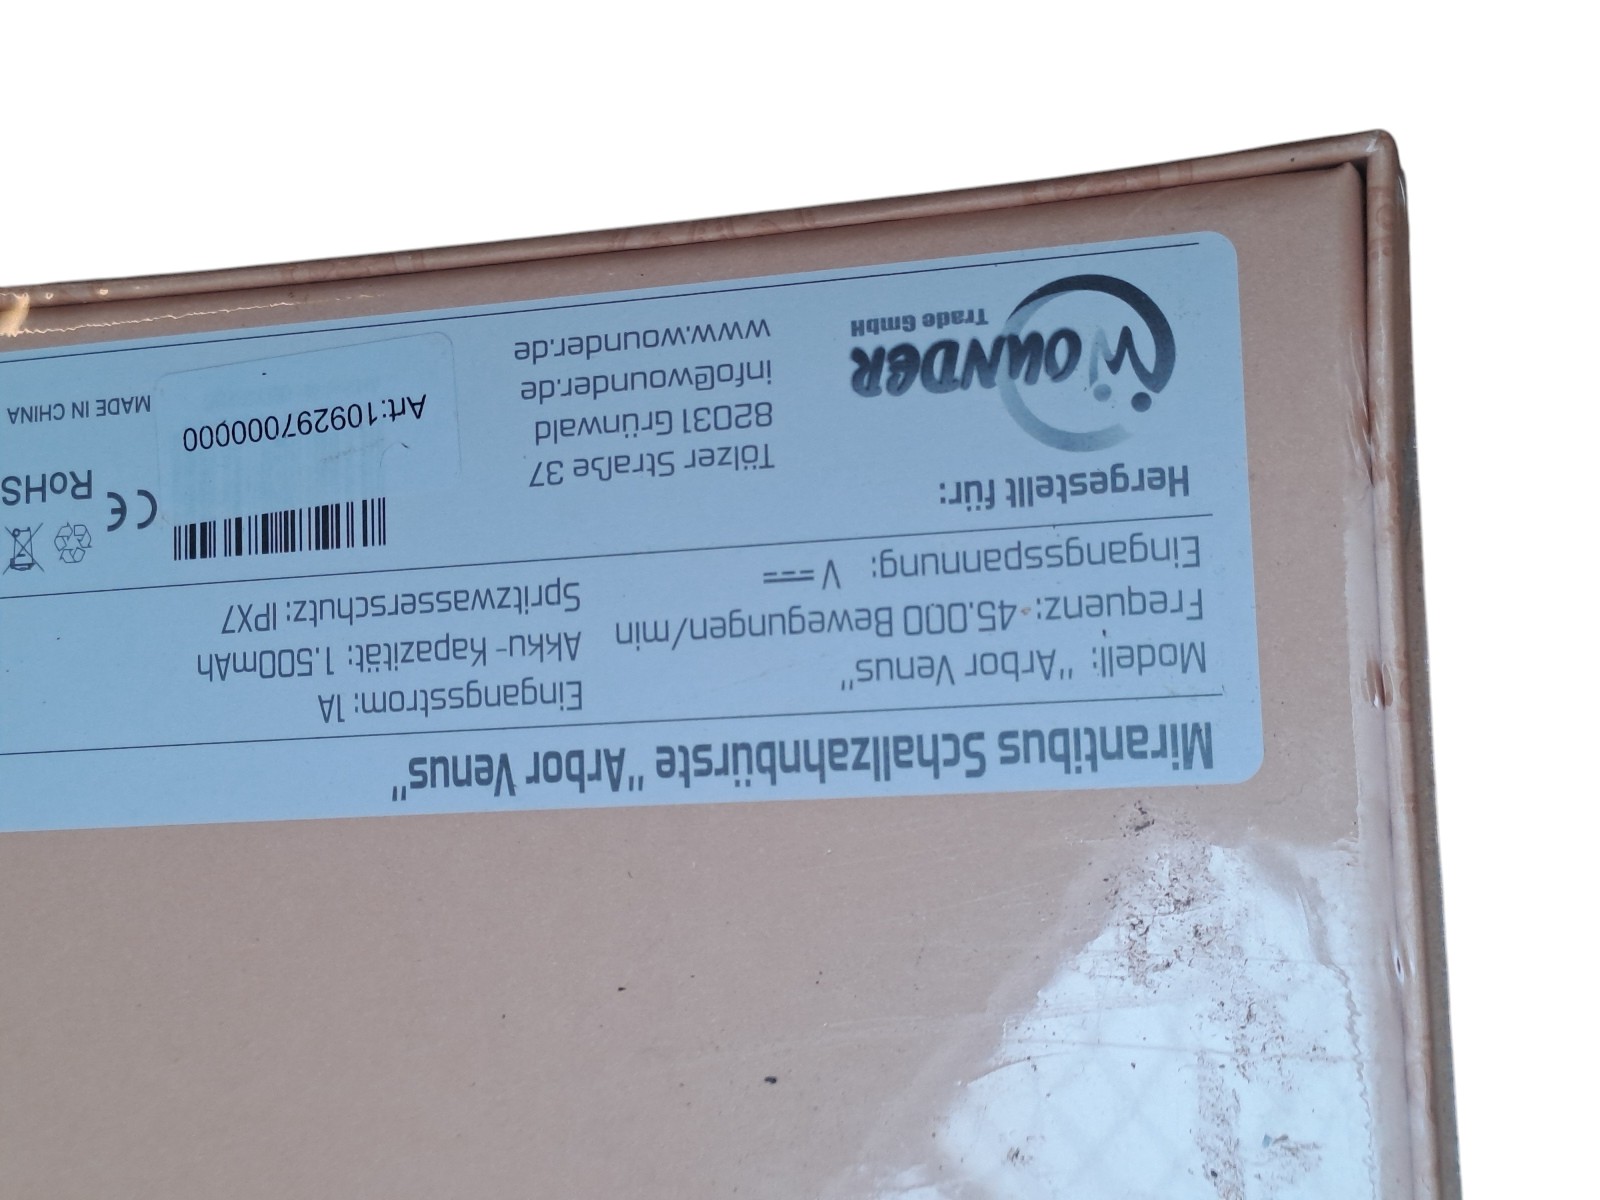 Mirantibus Schallzahnbürste "Arbor Venus"
Modell: "Arbor Venus"
Frequenz: 45.000 Bewegungen/min
Eingangsspannung: V
Eingangsstrom: 1A
Akku-Kapazität: 1.500mAh
Spritzwasserschutz: IPX7
Hergestellt für:
WOUNDER
Trade GmbH
Tölzer Straße 37
82031 Grünwald
info@wounder.de
www.wounder.de
Art:109297000000
CE RoHS
MADE IN CHINA